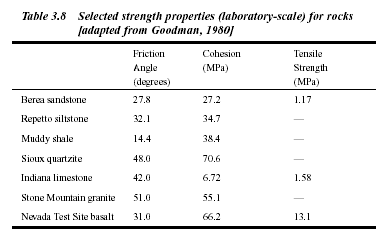 Table 3.8 Selected strength properties (laboratory-scale) for rocks
[adapted from Goodman, 1980]
Friction Cohesion Tensile
Angle (MPa) Strength
(degrees) (MPa)
Berea sandstone 27.8 27.2 1.17
Repetto siltstone 32.1 34.7 —
Muddy shale 14.4 38.4 —
Sioux quartzite 48.0 70.6 —
Indiana limestone 42.0 6.72 1.58
Stone Mountain granite 51.0 55.1 —
Nevada Test Site basalt 31.0 66.2 13.1